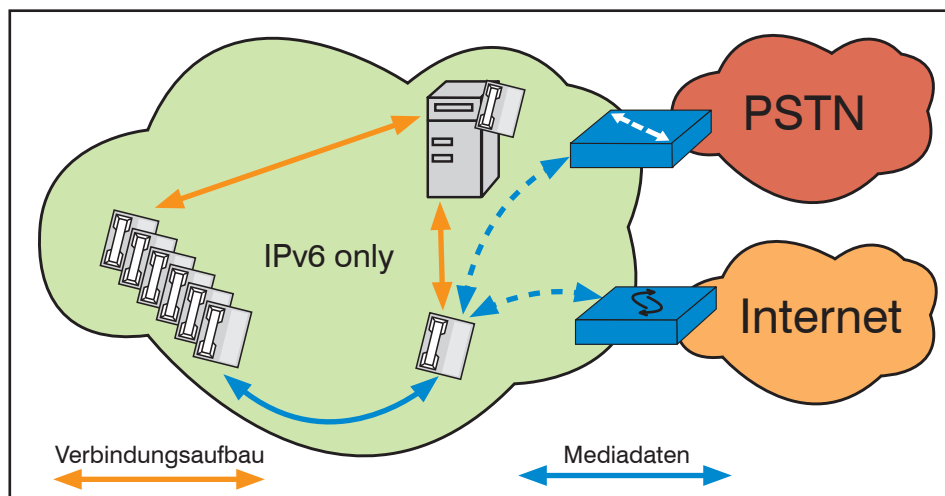 PSTN
IPv6 only
Internet
Verbindungsaufbau
Mediadaten